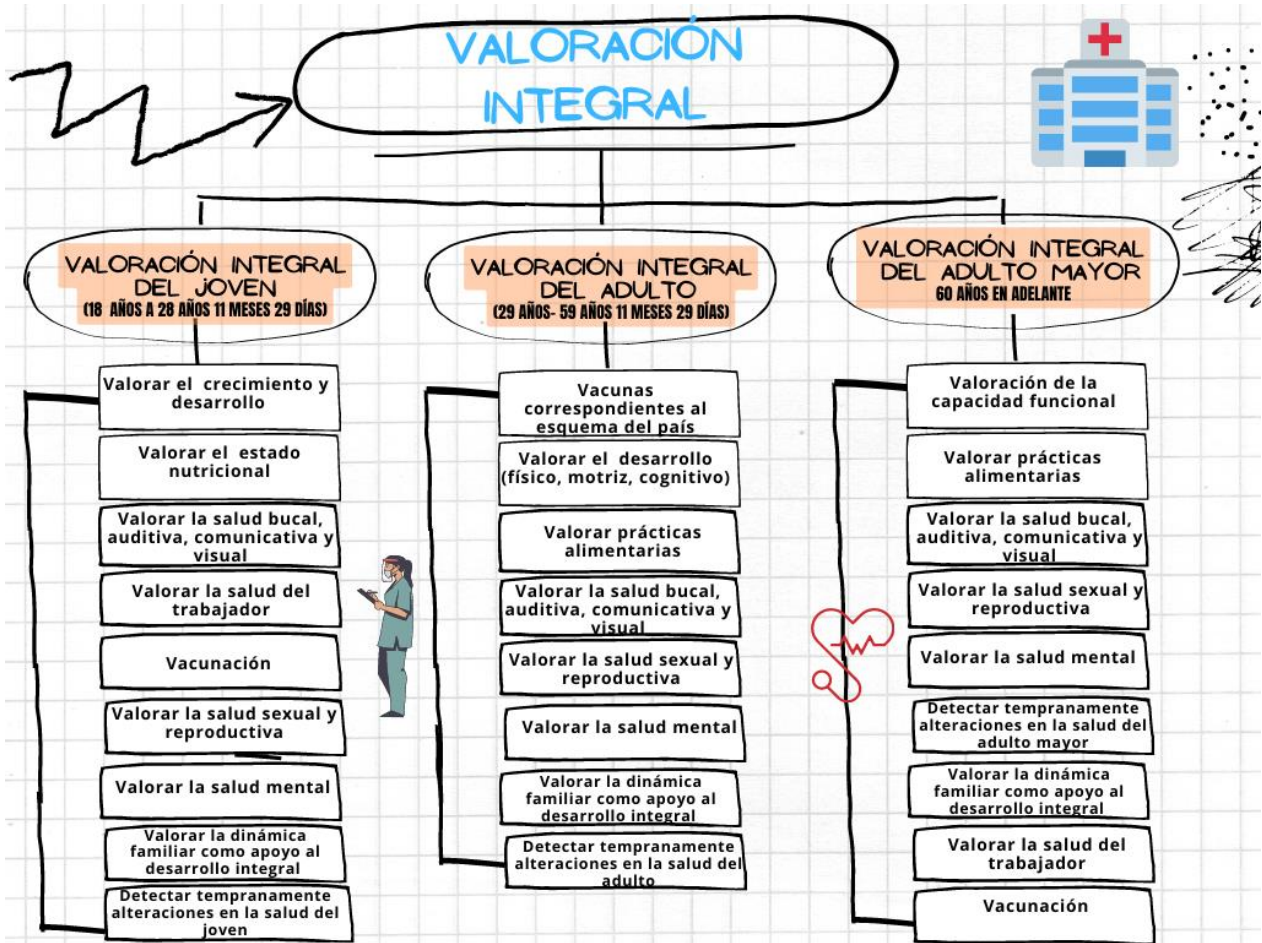 VALORACIÓN
INTEGRAL
VALORACIÓN INTEGRAL
DEL JOVEN
(18 AÑOS A 28 AÑOS 11 MESES 29 DÍAS)
Valorar el crecimiento y
desarrollo
Valorar el estado
nutricional
Valorar la salud bucal,
auditiva, comunicativa y
visual
Valorar la salud del
trabajador
Vacunación
Valorar la salud sexual y
reproductiva
Valorar la salud mental
Valorar la dinámica
familiar como apoyo al
desarrollo integral
Detectar tempranamente
alteraciones en la salud del
joven
VALORACIÓN INTEGRAL
DEL ADULTO
(29 AÑOS- 59 AÑOS 11 MESES 29 DÍAS)
Vacunas
correspondientes al
esquema del país
Valorar el desarrollo
(físico, motriz, cognitivo)
Valorar prácticas
alimentarias
Valorar la salud bucal,
auditiva, comunicativa y
visual
Valorar la salud sexual y
reproductiva
Valorar la salud mental
Valorar la dinámica
familiar como apoyo al
desarrollo integral
Detectar tempranamente
alteraciones en la salud del
adulto
VALORACIÓN INTEGRAL
DEL ADULTO MAYOR
60 AÑOS EN ADELANTE
Valoración de la
capacidad funcional
Valorar prácticas
alimentarias
Valorar la salud bucal,
auditiva, comunicativa y
visual
Valorar la salud sexual y
reproductiva
Valorar la salud mental
Detectar tempranamente
alteraciones en la salud del
adulto mayor
Valorar la dinámica
familiar como apoyo al
desarrollo integral
Valorar la salud del
trabajador
Vacunación